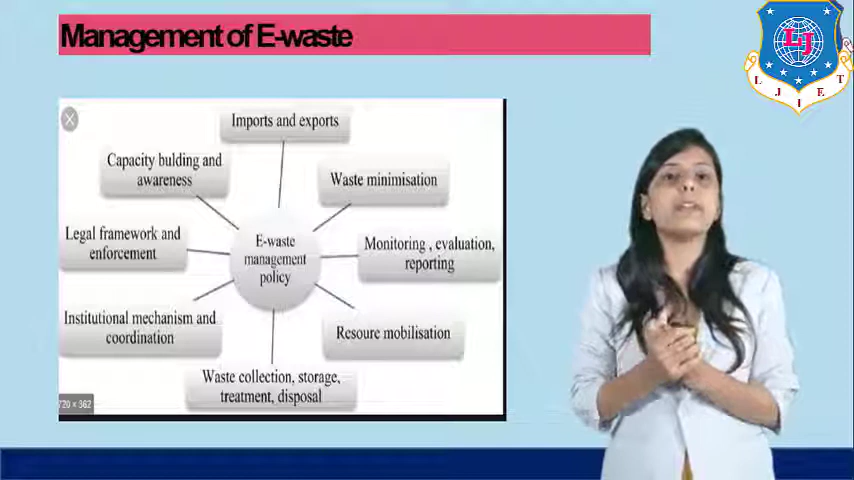 Management of E-waste
Imports and exports
Capacity bulding and
awareness
Waste minimisation
Legal framework and
enforcement
E-waste
management
policy
Monitoring , evaluation,
reporting
Institutional mechanism and
coordination
Resoure mobilisation
Waste collection, storage,
treatment, disposal
720 × 362
LJ
L J I E T